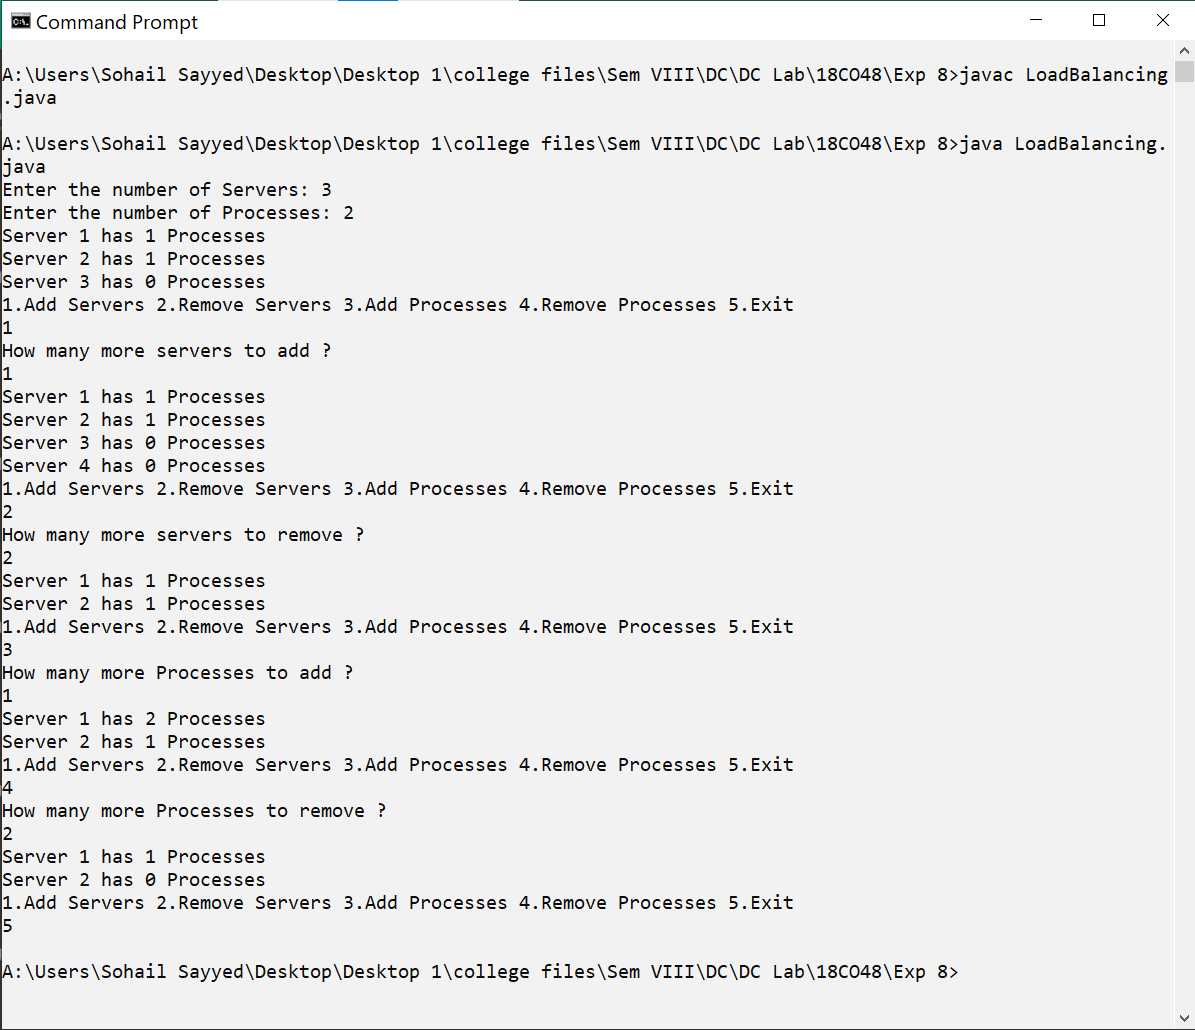 Command Prompt
A:\Users\Sohail Sayyed\Desktop\Desktop 1\college files\Sem VIII\DC\DC Lab\18CO48\Exp 8>javac LoadBalancing
.java
A:\Users\Sohail Sayyed\Desktop\Desktop 1\college files\Sem VIII\DC\DC Lab\18CO48\Exp 8>java LoadBalancing.
java
Enter the number of Servers: 3
Enter the number of Processes: 2
Server 1 has 1 Processes
Server 2 has 1 Processes
Server 3 has 0 Processes
1.Add Servers 2.Remove Servers 3.Add Processes 4.Remove Processes 5.Exit
1
How many more servers to add ?
1
Server 1 has 1 Processes
Server 2 has 1 Processes
Server 3 has 0 Processes
Server 4 has 0 Processes
1.Add Servers 2.Remove Servers 3.Add Processes 4.Remove Processes 5.Exit
2
How many more servers to remove ?
2
Server 1 has 1 Processes
Server 2 has 1 Processes
1.Add Servers 2.Remove Servers 3.Add Processes 4.Remove Processes 5.Exit
3
How many more Processes to add ?
1
Server 1 has 2 Processes
Server 2 has 1 Processes
1.Add Servers 2.Remove Servers 3.Add Processes 4.Remove Processes 5.Exit
4
How many more Processes to remove ?
2
Server 1 has 1 Processes
Server 2 has 0 Processes
1.Add Servers 2.Remove Servers 3.Add Processes 4.Remove Processes 5.Exit
5
A:\Users\Sohail Sayyed\Desktop\Desktop 1\college files\Sem VIII\DC\DC Lab\18CO48\Exp 8>